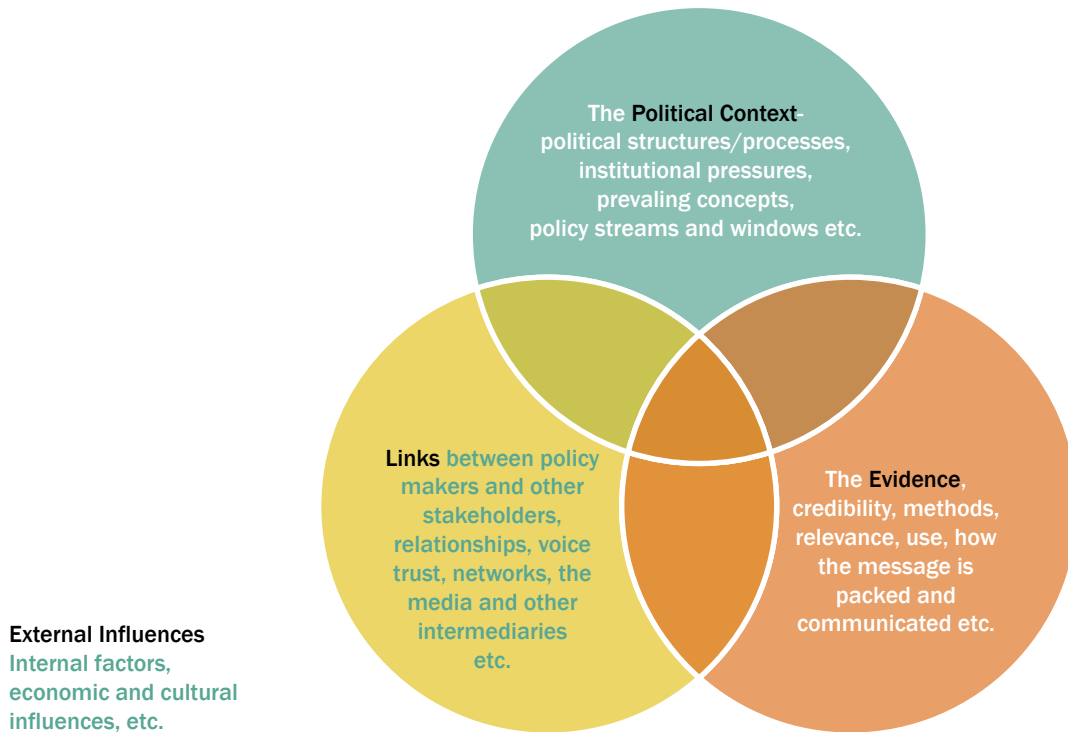 The Political Context-
political structures/processes,
institutional pressures,
prevaling concepts,
policy streams and windows etc.
Links between policy
makers and other
stakeholders,
relationships, voice
trust, networks, the
media and other
intermediaries
etc.
The Evidence,
credibility, methods,
relevance, use, how
the message is
packed and
communicated etc.
External Influences
Internal factors,
economic and cultural
influences, etc.